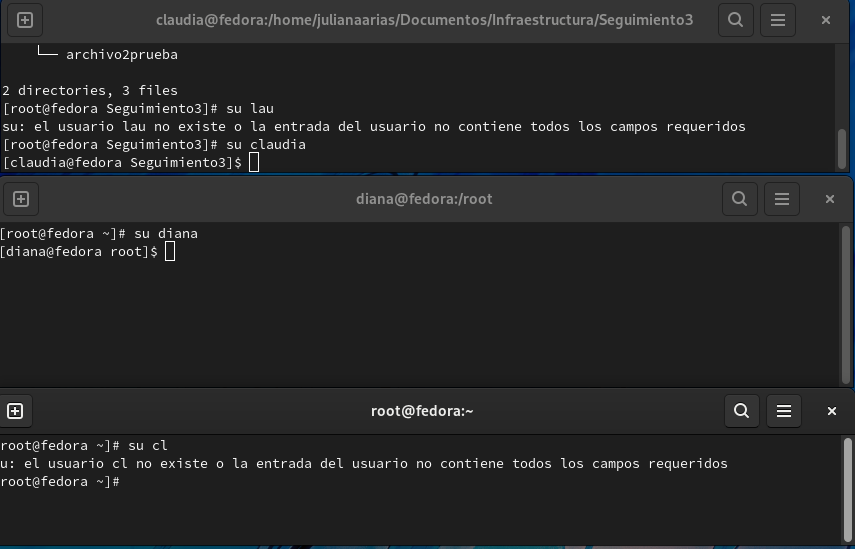 claudia@fedora:/home/julianaarias/Documentos/Infraestructura/Seguimiento3
└── archivo2prueba
2 directories, 3 files
[root@fedora Seguimiento3]# su lau
su: el usuario lau no existe o la entrada del usuario no contiene todos los campos requeridos
[root@fedora Seguimiento3]# su claudia
[claudia@fedora Seguimiento3]$
diana@fedora:/root
[root@fedora ~]# su diana
[diana@fedora root]$
root@fedora:~
root@fedora ~]# su cl
u: el usuario cl no existe o la entrada del usuario no contiene todos los campos requeridos
root@fedora ~]#